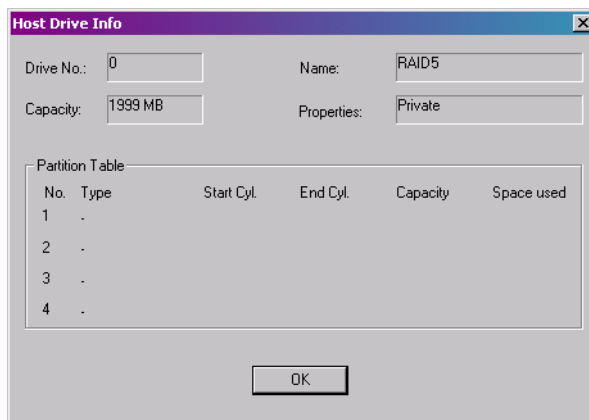 Host Drive Info
Drive No.: 0 Name: RAID5
Capacity: 1999 MB Properties: Private
Partition Table
No. Type Start Cyl. End Cyl. Capacity Space used
1 -
2 -
3 -
4 -
OK